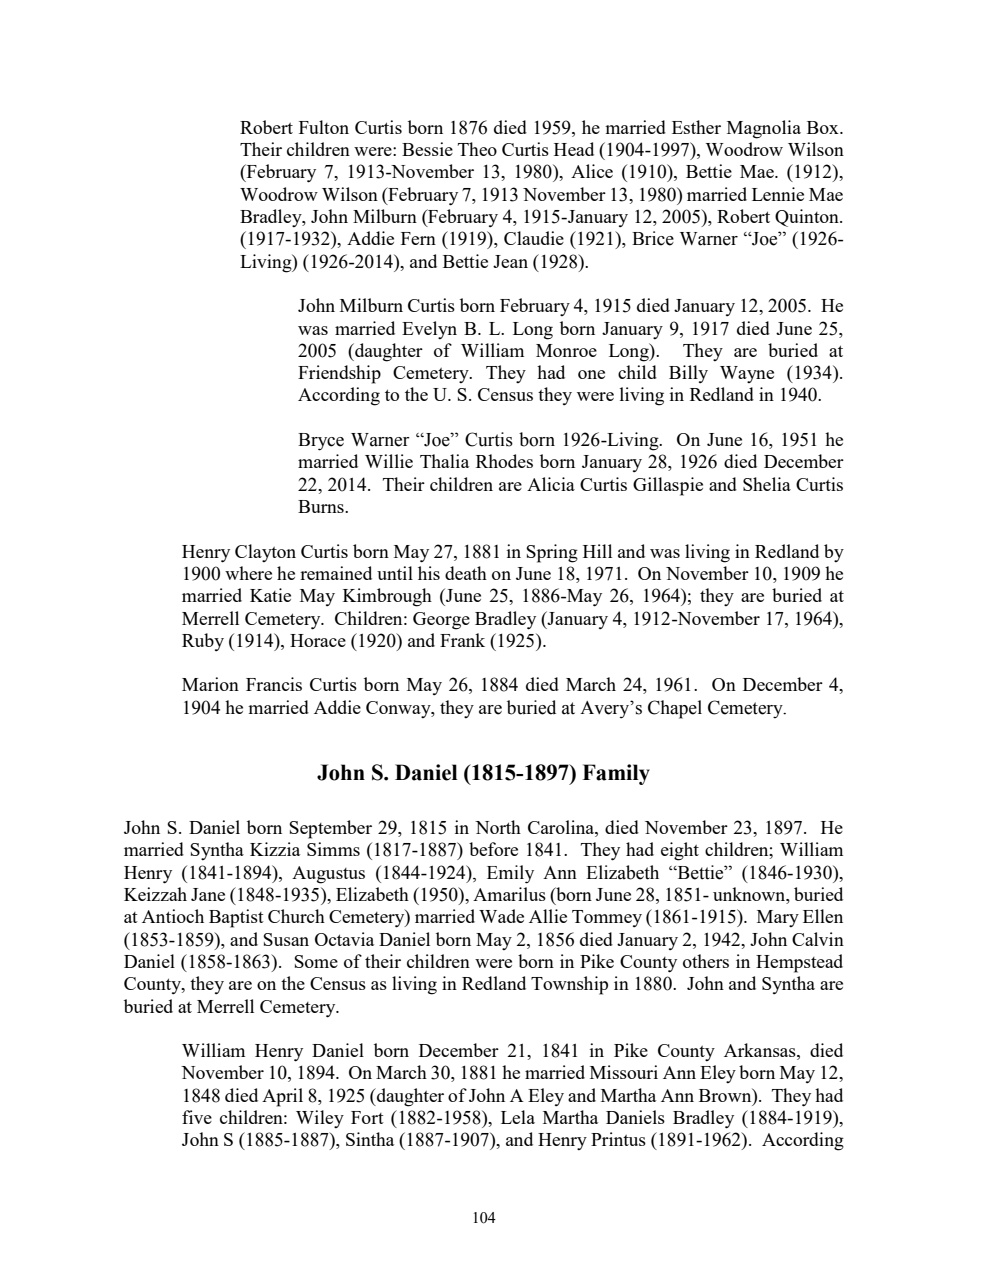 Robert Fulton Curtis born 1876 died 1959, he married Esther Magnolia Box.
Their children were: Bessie Theo Curtis Head (1904-1997), Woodrow Wilson
(February 7, 1913-November 13, 1980), Alice (1910), Bettie Mae. (1912),
Woodrow Wilson (February 7, 1913 November 13, 1980) married Lennie Mae
Bradley, John Milburn (February 4, 1915-January 12, 2005), Robert Quinton.
(1917-1932), Addie Fern (1919), Claudie (1921), Brice Warner “Joe” (1926-
Living) (1926-2014), and Bettie Jean (1928).
John Milburn Curtis born February 4, 1915 died January 12, 2005.  He
was married Evelyn B. L. Long born January 9, 1917 died June 25,
2005 (daughter of William Monroe Long).  They are buried at
Friendship Cemetery. They had one child Billy Wayne (1934).
According to the U. S. Census they were living in Redland in 1940.
Bryce Warner “Joe” Curtis born 1926-Living.  On June 16, 1951 he
married Willie Thalia Rhodes born January 28, 1926 died December
22, 2014.  Their children are Alicia Curtis Gillaspie and Shelia Curtis
Burns.
Henry Clayton Curtis born May 27, 1881 in Spring Hill and was living in Redland by
1900 where he remained until his death on June 18, 1971.  On November 10, 1909 he
married Katie May Kimbrough (June 25, 1886-May 26, 1964); they are buried at
Merrell Cemetery.  Children: George Bradley (January 4, 1912-November 17, 1964),
Ruby (1914), Horace (1920) and Frank (1925).
Marion Francis Curtis born May 26, 1884 died March 24, 1961.  On December 4,
1904 he married Addie Conway, they are buried at Avery’s Chapel Cemetery.
John S. Daniel (1815-1897) Family
John S. Daniel born September 29, 1815 in North Carolina, died November 23, 1897.  He
married Syntha Kizzia Simms (1817-1887) before 1841.  They had eight children; William
Henry (1841-1894), Augustus (1844-1924), Emily Ann Elizabeth “Bettie” (1846-1930),
Keizzah Jane (1848-1935), Elizabeth (1950), Amarilus (born June 28, 1851- unknown, buried
at Antioch Baptist Church Cemetery) married Wade Allie Tommey (1861-1915).  Mary Ellen
(1853-1859), and Susan Octavia Daniel born May 2, 1856 died January 2, 1942, John Calvin
Daniel (1858-1863).  Some of their children were born in Pike County others in Hempstead
County, they are on the Census as living in Redland Township in 1880.  John and Syntha are
buried at Merrell Cemetery.
William Henry Daniel born December 21, 1841 in Pike County Arkansas, died
November 10, 1894.  On March 30, 1881 he married Missouri Ann Eley born May 12,
1848 died April 8, 1925 (daughter of John A Eley and Martha Ann Brown).  They had
five children: Wiley Fort (1882-1958), Lela Martha Daniels Bradley (1884-1919),
John S (1885-1887), Sintha (1887-1907), and Henry Printus (1891-1962).  According
104